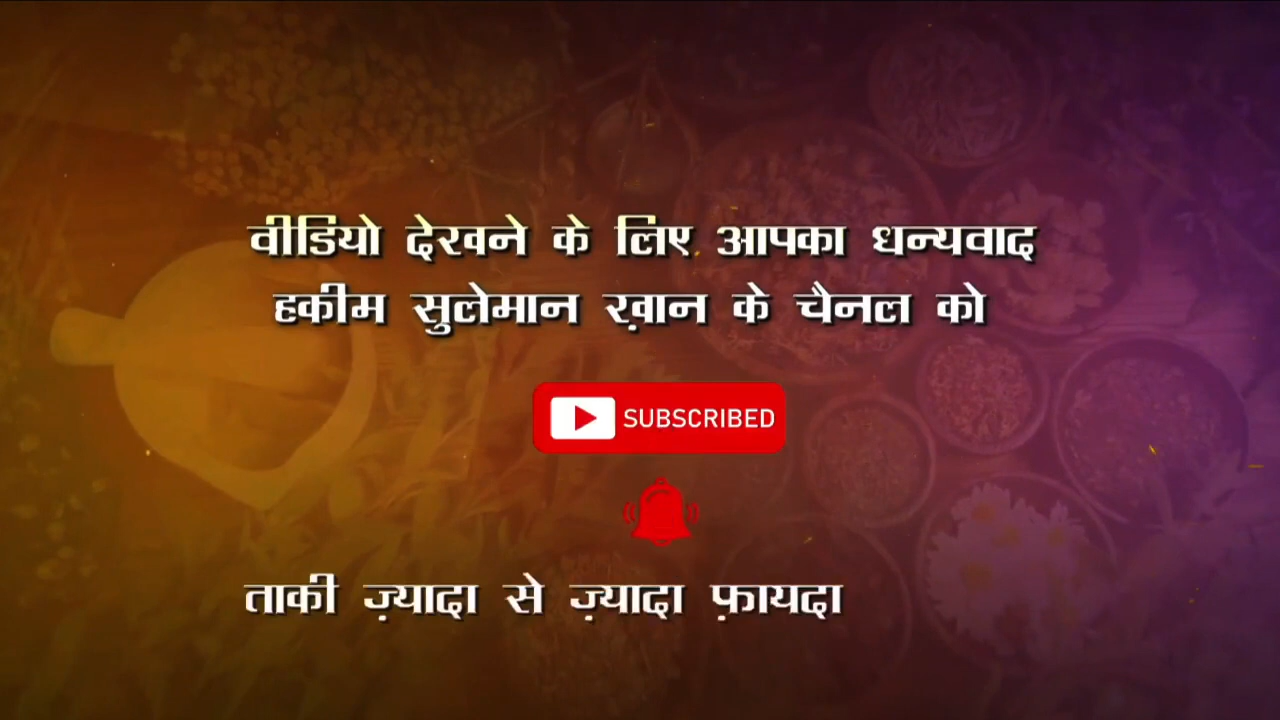 वीडियो देखने के लिए आपका धन्यवाद
हकीम सुलेमान ख़ान के चैनल को
SUBSCRIBED
ताकी ज़्यादा से ज़्यादा फ़ायदा